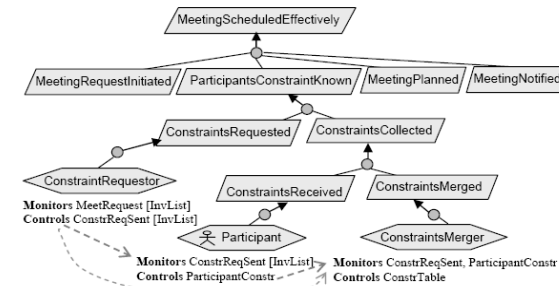 MeetingScheduledEffectively
MeetingRequestInitiated
ParticipantsConstraintKnown
MeetingPlanned
MeetingNotified
ConstraintsRequested
ConstraintsCollected
ConstraintRequestor
ConstraintsReceived
ConstraintsMerged
Monitors MeetRequest [InvList]
Controls ConstrReqSent [InvList]
Participant
ConstraintsMerger
Monitors ConstrReqSent [InvList]
Controls ParticipantConstr
Monitors ConstrReqSent, ParticipantConstr
Controls ConstrTable